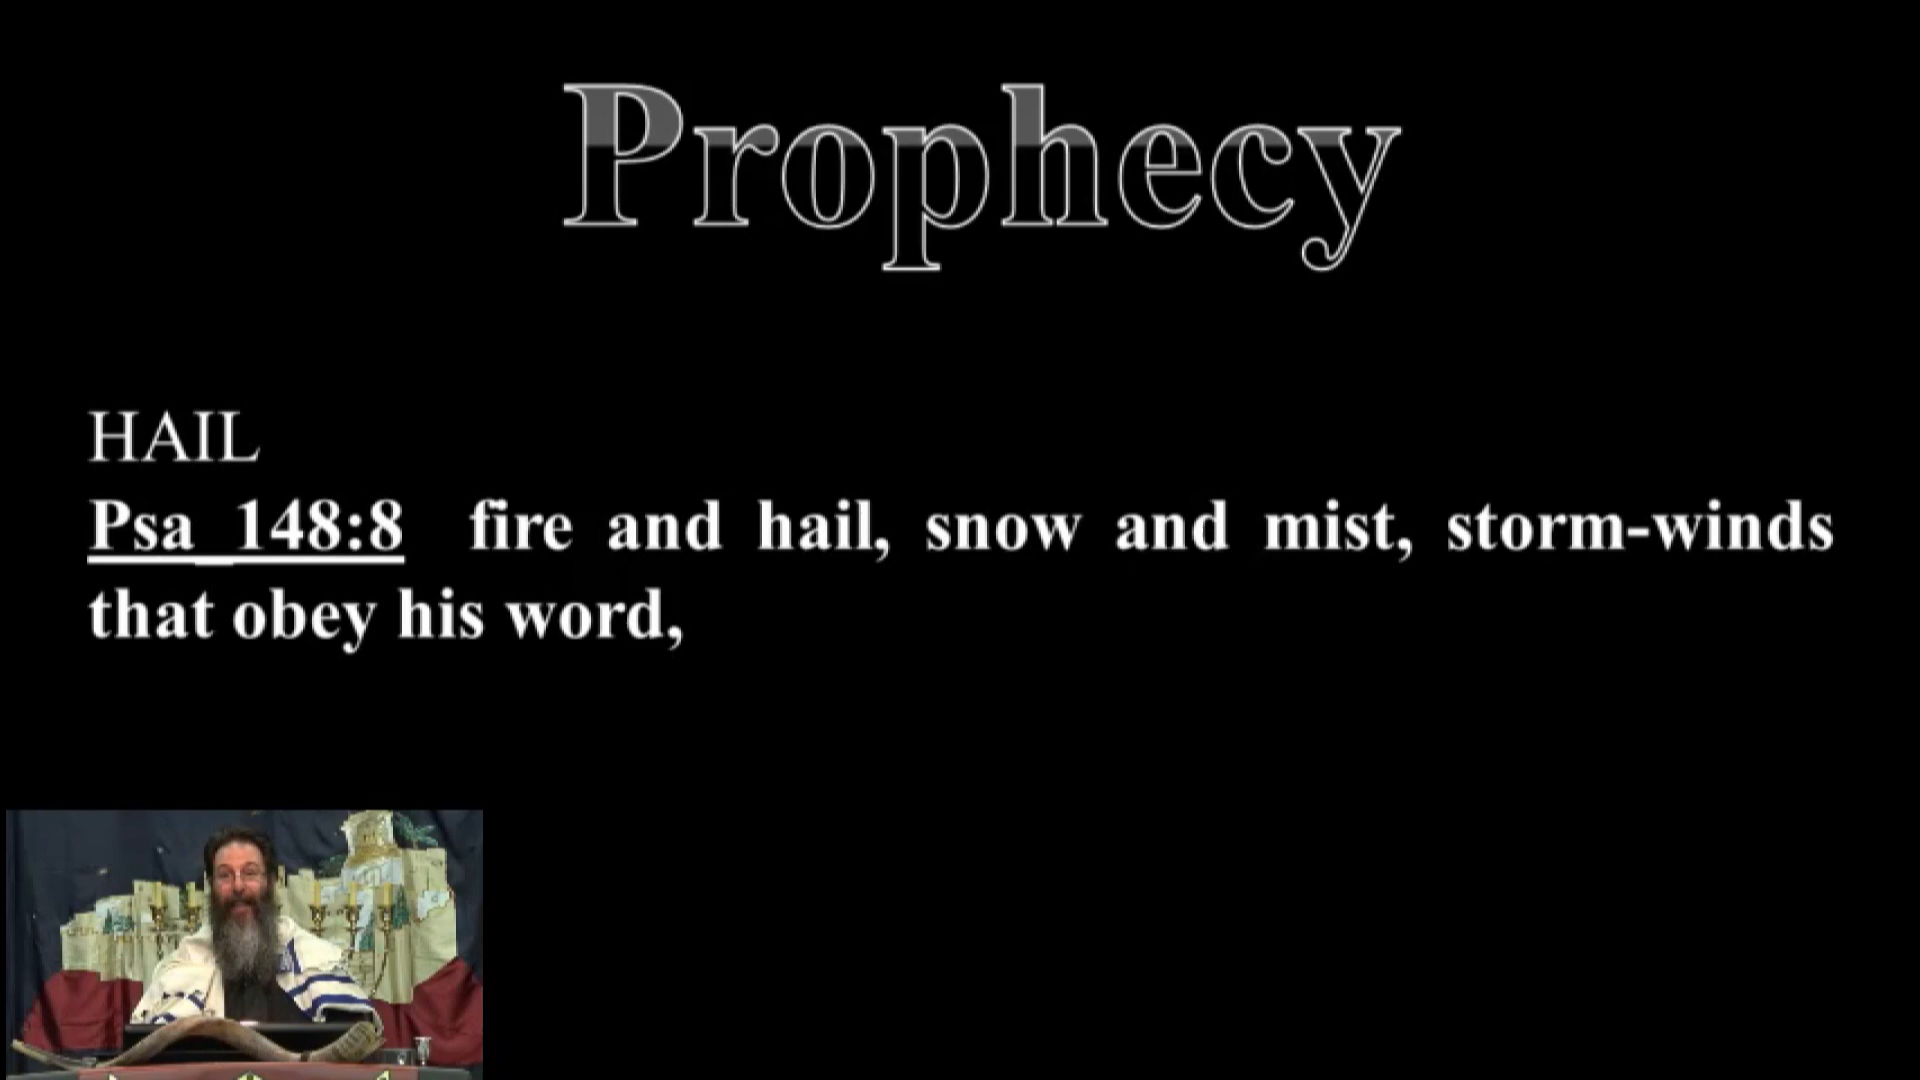 Prophecy
HAIL
Psa_148:8 fire and hail, snow and mist, storm-winds
that obey his word,